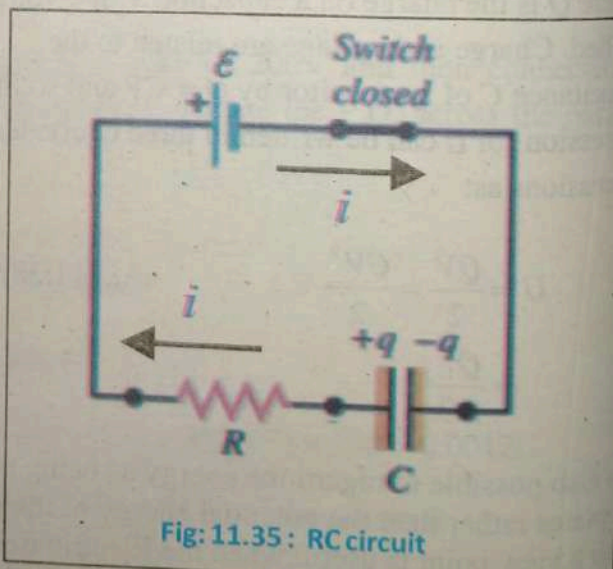 ε
Switch
closed
+
i
i
+q -q
R
C
Fig: 11.35 : RC circuit